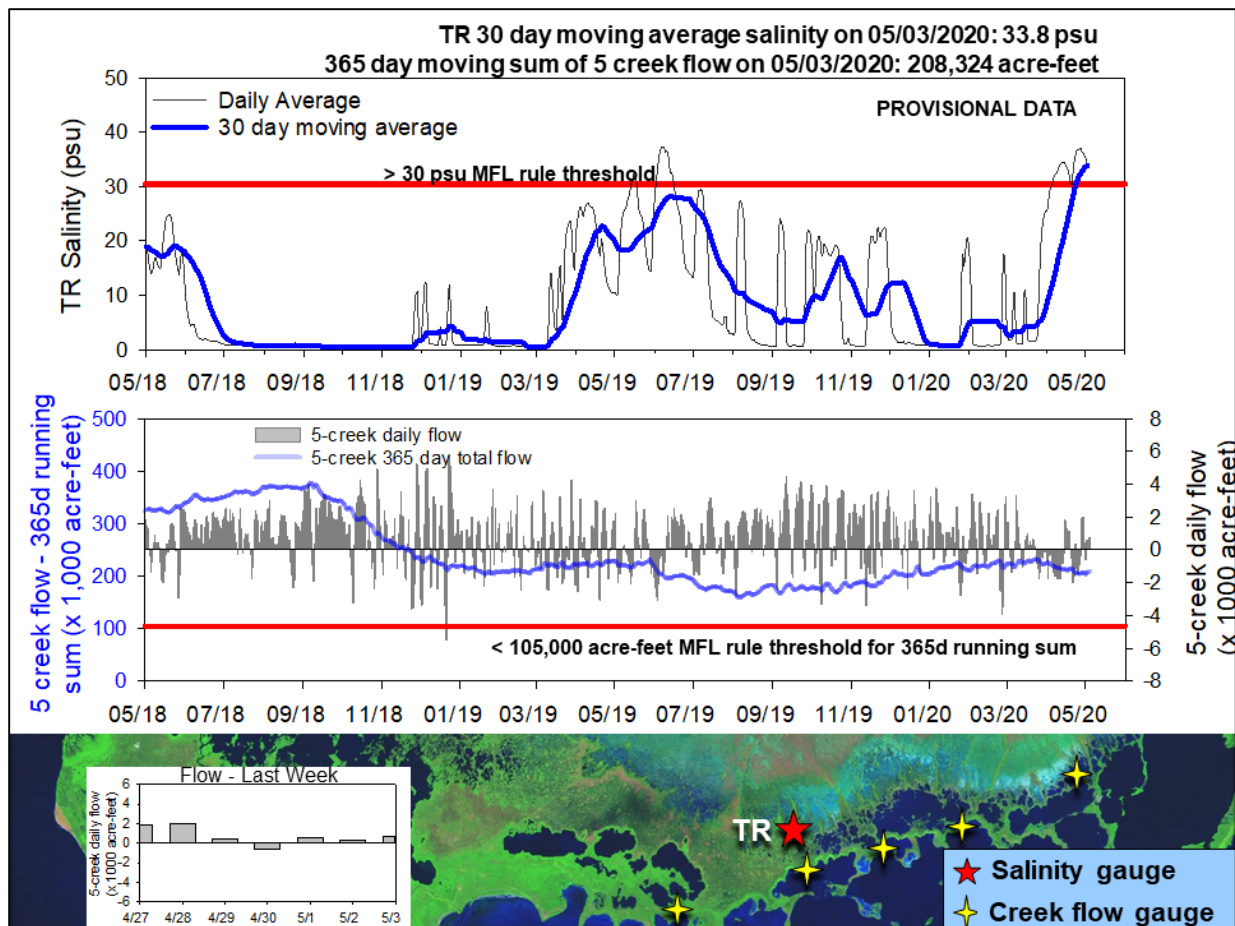 TR 30 day moving average salinity on 05/03/2020: 33.8 psu
365 day moving sum of 5 creek flow on 05/03/2020: 208,324 acre-feet
50
40
30
20
10
0
TR Salinity (psu)
Daily Average
30 day moving average
PROVISIONAL DATA
> 30 psu MFL rule threshold
05/18 07/18 09/18 11/18 01/19 03/19 05/19 07/19 09/19 11/19 01/20 03/20 05/20
5 creek flow - 365d running
sum (x 1,000 acre-feet)
500
400
300
200
100
0
5-creek daily flow
5-creek 365 day total flow
8
6
4
2
0
-2
-4
-6
-8
5-creek daily flow
(x 1000 acre-feet)
< 105,000 acre-feet MFL rule threshold for 365d running sum
05/18 07/18 09/18 11/18 01/19 03/19 05/19 07/19 09/19 11/19 01/20 03/20 05/20
Flow - Last Week
5-creek daily flow
(x 1000 acre-feet)
6
4
2
0
-2
-4
-6
4/27 4/28 4/29 4/30 5/1 5/2 5/3
TR
Salinity gauge
Creek flow gauge